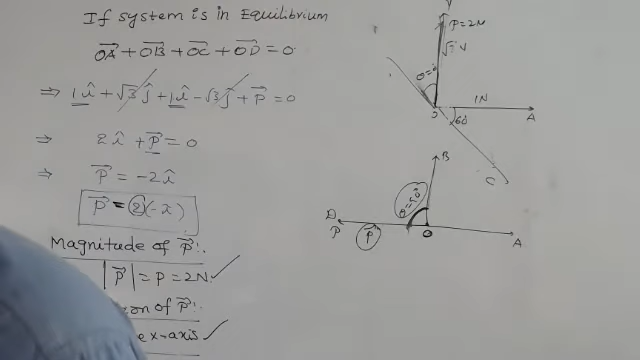 If system is in Equilibrium
OA + OB + OC + OD = 0
⇒ 1î + √3ĵ + 1î - √3ĵ + P⃗ = 0
⇒ 2î + P⃗ = 0
⇒ P⃗ = -2î
P⃗ = 2(-x)
Magnitude of P⃗ :.
|P⃗| = P = 2N ✓
on of P⃗ :.
e x-axis ✓
Y
P=2N
1N
O
A
60
C
B
D
P
P⃗
O
A